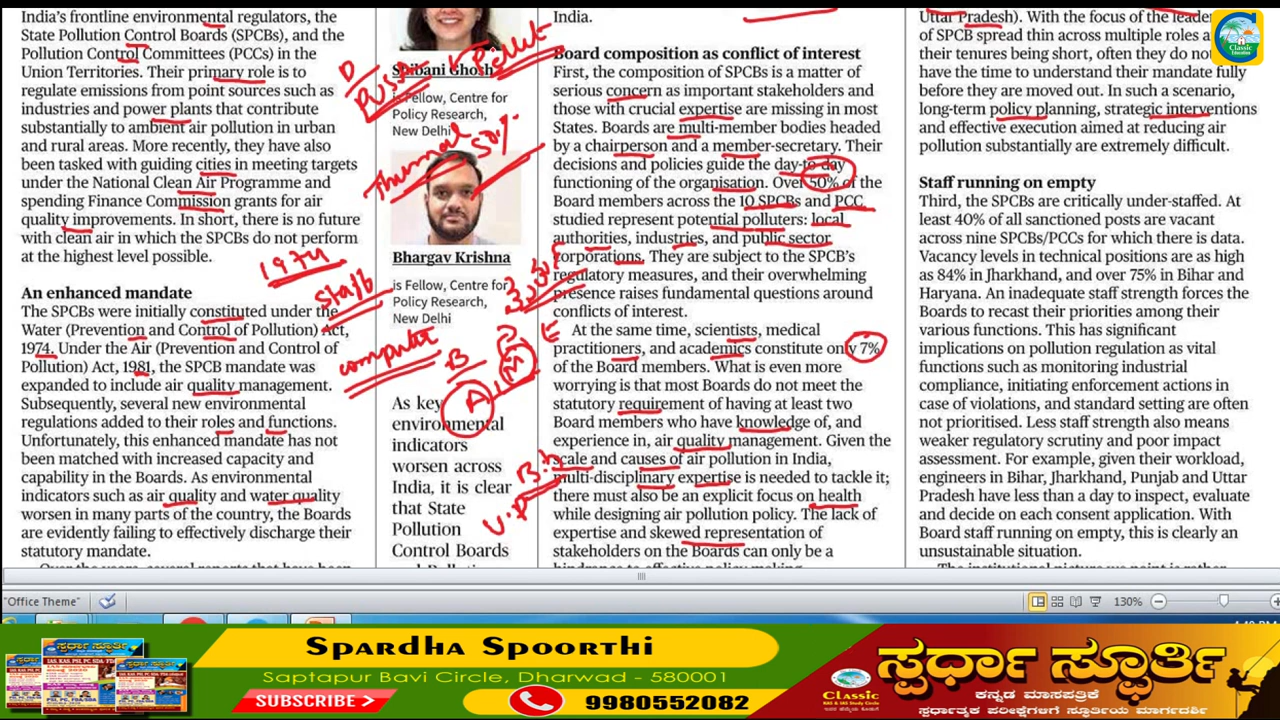 India's frontline environmental regulators, the
State Pollution Control Boards (SPCBs), and the
Pollution Control Committees (PCCs) in the
Union Territories. Their primary role is to
regulate emissions from point sources such as
industries and power plants that contribute
substantially to ambient air pollution in urban
and rural areas. More recently, they have also
been tasked with guiding cities in meeting targets
under the National Clean Air Programme and
spending Finance Commission grants for air
quality improvements. In short, there is no future
with clean air in which the SPCBs do not perform
at the highest level possible.
1974
An enhanced mandate
The SPCBs were initially constituted under the
Water (Prevention and Control of Pollution) Act,
1974. Under the Air (Prevention and Control of
Pollution) Act, 1981, the SPCB mandate was
expanded to include air quality management.
Subsequently, several new environmental
regulations added to their roles and functions.
Unfortunately, this enhanced mandate has not
been matched with increased capacity and
capability in the Boards. As environmental
indicators such as air quality and water quality
worsen in many parts of the country, the Boards
are evidently failing to effectively discharge their
statutory mandate.
Shibani Ghosh
is Fellow, Centre for
Policy Research,
New Delhi
Thermal
50%
Bhargav Krishna
is Fellow, Centre for
Policy Research,
New Delhi
Staff
computer
B
E
A
M
As key
environmental
indicators
worsen across
India, it is clear
that State
Pollution
Control Boards
U.P
India.
Board composition as conflict of interest
First, the composition of SPCBs is a matter of
serious concern as important stakeholders and
those with crucial expertise are missing in most
States. Boards are multi-member bodies headed
by a chairperson and a member-secretary. Their
decisions and policies guide the day-to-day
functioning of the organisation. Over 50% of the
Board members across the 10 SPCBs and PCC
studied represent potential polluters: local
authorities, industries, and public sector
corporations. They are subject to the SPCB's
regulatory measures, and their overwhelming
presence raises fundamental questions around
conflicts of interest.
At the same time, scientists, medical
practitioners, and academics constitute only 7%
of the Board members. What is even more
worrying is that most Boards do not meet the
statutory requirement of having at least two
Board members who have knowledge of, and
experience in, air quality management. Given the
scale and causes of air pollution in India,
multi-disciplinary expertise is needed to tackle it;
there must also be an explicit focus on health
while designing air pollution policy. The lack of
expertise and skewed representation of
stakeholders on the Boards can only be a
hindrance to effective policy making.
Uttar Pradesh). With the focus of the
of SPCB spread thin across multiple roles
their tenures being short, often they do
have the time to understand their mandate fully
before they are moved out. In such a scenario,
long-term policy planning, strategic interventions
and effective execution aimed at reducing air
pollution substantially are extremely difficult.
Staff running on empty
Third, the SPCBs are critically under-staffed. At
least 40% of all sanctioned posts are vacant
across nine SPCBs/PCCs for which there is data.
Vacancy levels in technical positions are as high
as 84% in Jharkhand, and over 75% in Bihar and
Haryana. An inadequate staff strength forces the
Boards to recast their priorities among their
various functions. This has significant
implications on pollution regulation as vital
functions such as monitoring industrial
compliance, initiating enforcement actions in
case of violations, and standard setting are often
not prioritised. Less staff strength also means
weaker regulatory scrutiny and poor impact
assessment. For example, given their workload,
engineers in Bihar, Jharkhand, Punjab and Uttar
Pradesh have less than a day to inspect, evaluate
and decide on each consent application. With
Board staff running on empty, this is clearly an
unsustainable situation.
Classic
Education
"Office Theme"
130%
Spardha Spoorthi
Saptapur Bavi Circle, Dharwad - 580001
SUBSCRIBE
9980552082
ಸ್ಪರ್ಧಾ ಸ್ಫೂರ್ತಿ
Classic
KAS & IAS Study Circle
ಕನ್ನಡ ಮಾಸಪತ್ರಿಕೆ
ಸ್ಪರ್ಧಾತ್ಮಕ ಪರೀಕ್ಷೆಗಳಿಗೆ ಸ್ಫೂರ್ತಿಯ ಮಾರ್ಗದರ್ಶಿ